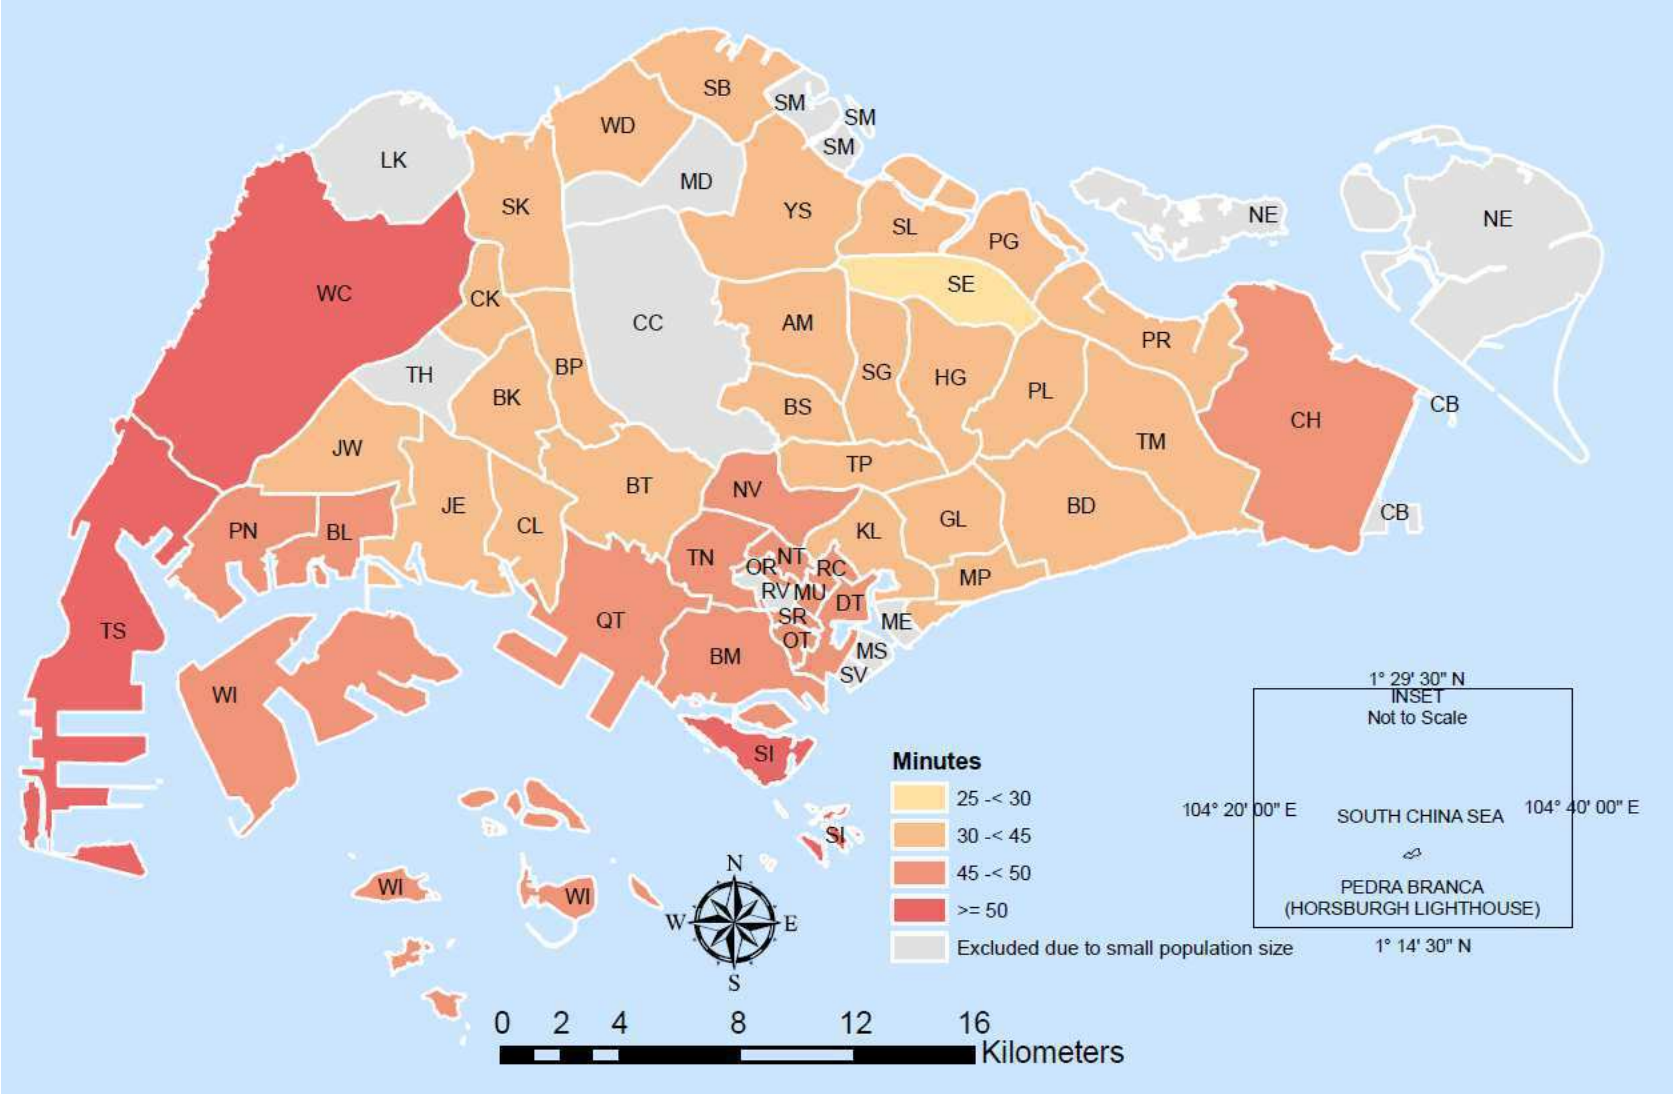 SB
SM
SM
SM
WD
LK
MD
SK
YS
SL
PG
NE
NE
WC
CK
CC
AM
SE
PR
TH
BP
BK
SG
HG
PL
CH
CB
BS
JW
TM
TP
BT
NV
JE
CL
BD
GL
KL
CB
PN
BL
TN
NT
OR
RC
MP
RV
MU
DT
SR
ME
QT
TS
OT
MS
BM
SV
WI
SI
SI
WI
WI
Minutes
25 -< 30
30 -< 45
45 -< 50
>= 50
Excluded due to small population size
1° 29' 30" N
INSET
Not to Scale
104° 20' 00" E
104° 40' 00" E
SOUTH CHINA SEA
PEDRA BRANCA
(HORSBURGH LIGHTHOUSE)
1° 14' 30" N
N
W
E
S
0 2 4 8 12 16
Kilometers